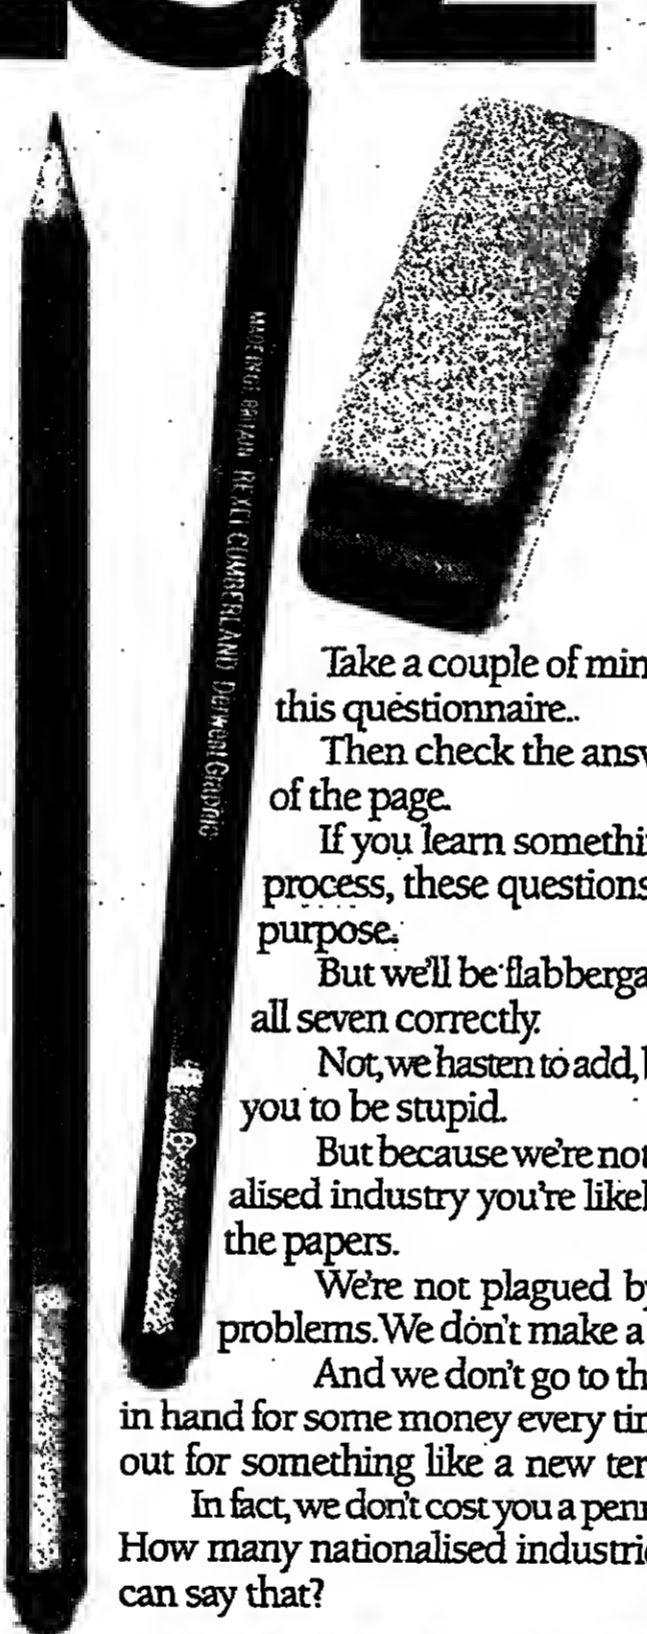 MADE IN GT. BRITAIN REXEL CUMBERLAND Derwent Graphic
B
Take a couple of min
this questionnaire..
Then check the answ
of the page.
If you learn somethi
process, these questions
purpose.
But we'll be flabberga
all seven correctly.
Not, we hasten to add, b
you to be stupid.
But because we're not
alised industry you're likel
the papers.
We're not plagued by
problems. We don't make a
And we don't go to th
in hand for some money every tim
out for something like a new ter
In fact, we don't cost you a penn
How many nationalised industrie
can say that?